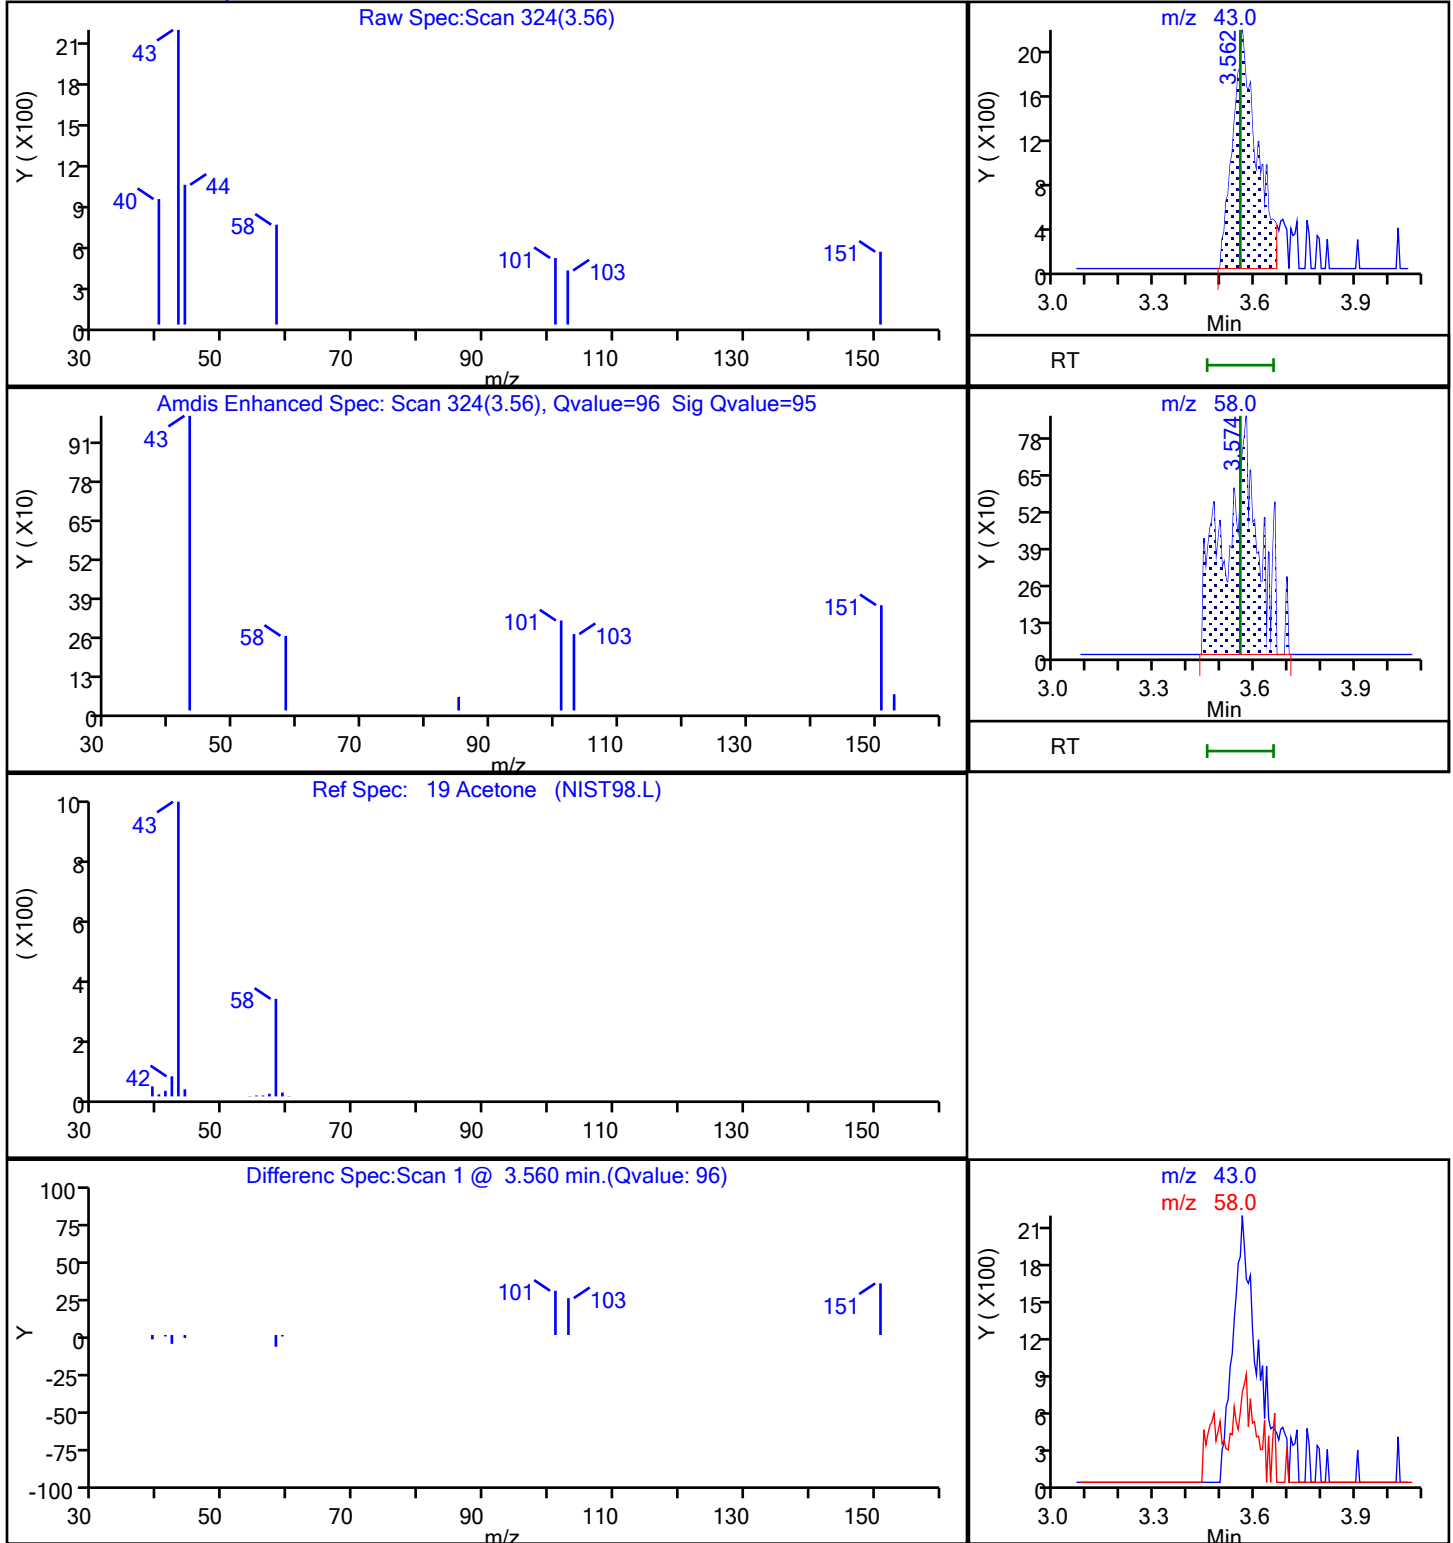 Raw Spec:Scan 324(3.56)
Y ( X100)
21
18
15
12
9
6
3
0
43
40
44
58
101
103
151
30 50 70 90 110 130 150
m/z
m/z 43.0
Y ( X100)
20
16
12
8
4
0
3.562
3.0 3.3 3.6 3.9
Min
RT
Amdis Enhanced Spec: Scan 324(3.56), Qvalue=96 Sig Qvalue=95
Y ( X10)
91
78
65
52
39
26
13
0
43
58
101
103
151
30 50 70 90 110 130 150
m/z
m/z 58.0
Y ( X10)
78
65
52
39
26
13
0
3.574
3.0 3.3 3.6 3.9
Min
RT
Ref Spec: 19 Acetone (NIST98.L)
( X100)
10
8
6
4
2
0
43
58
42
30 50 70 90 110 130 150
Differenc Spec:Scan 1 @ 3.560 min.(Qvalue: 96)
Y
100
75
50
25
0
-25
-50
-75
-100
101
103
151
30 50 70 90 110 130 150
m/z
m/z 43.0
m/z 58.0
Y ( X100)
21
18
15
12
9
6
3
0
3.0 3.3 3.6 3.9
Min